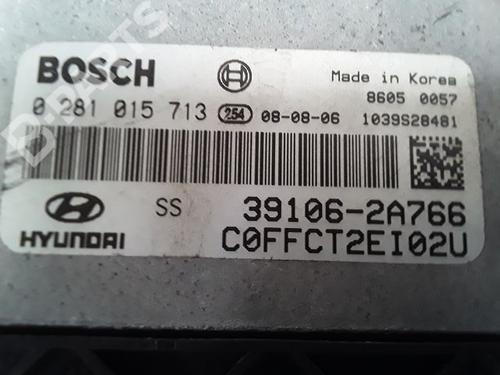 BOSCH
Made in Korea
8605 0057
0 281 015 713 254 08-08-06 1039S28481
SS 39106-2A766
HYUNDAI C0FFCT2EI02U
D-PARTS